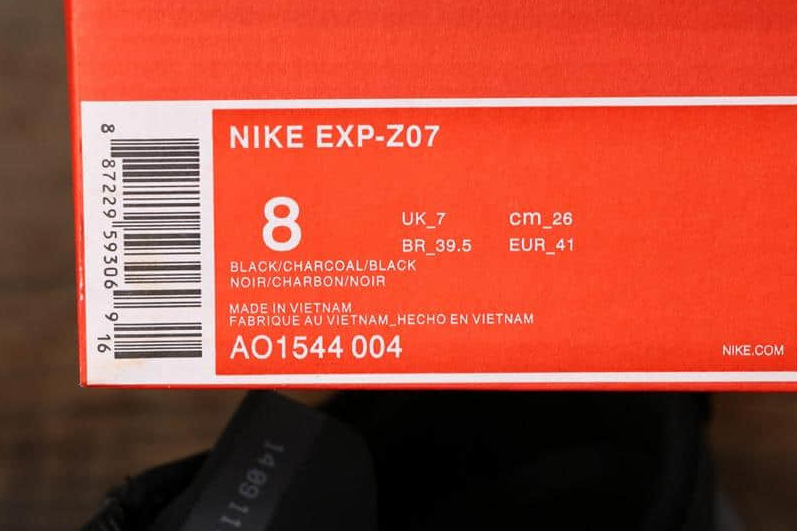 NIKE EXP-Z07
8
UK_7 cm_26
BR_39.5 EUR_41
BLACK/CHARCOAL/BLACK
NOIR/CHARBON/NOIR
MADE IN VIETNAM
FABRIQUE AU VIETNAM_HECHO EN VIETNAM
AO1544 004
NIKE.COM
8 87229 59306 9 16
140911